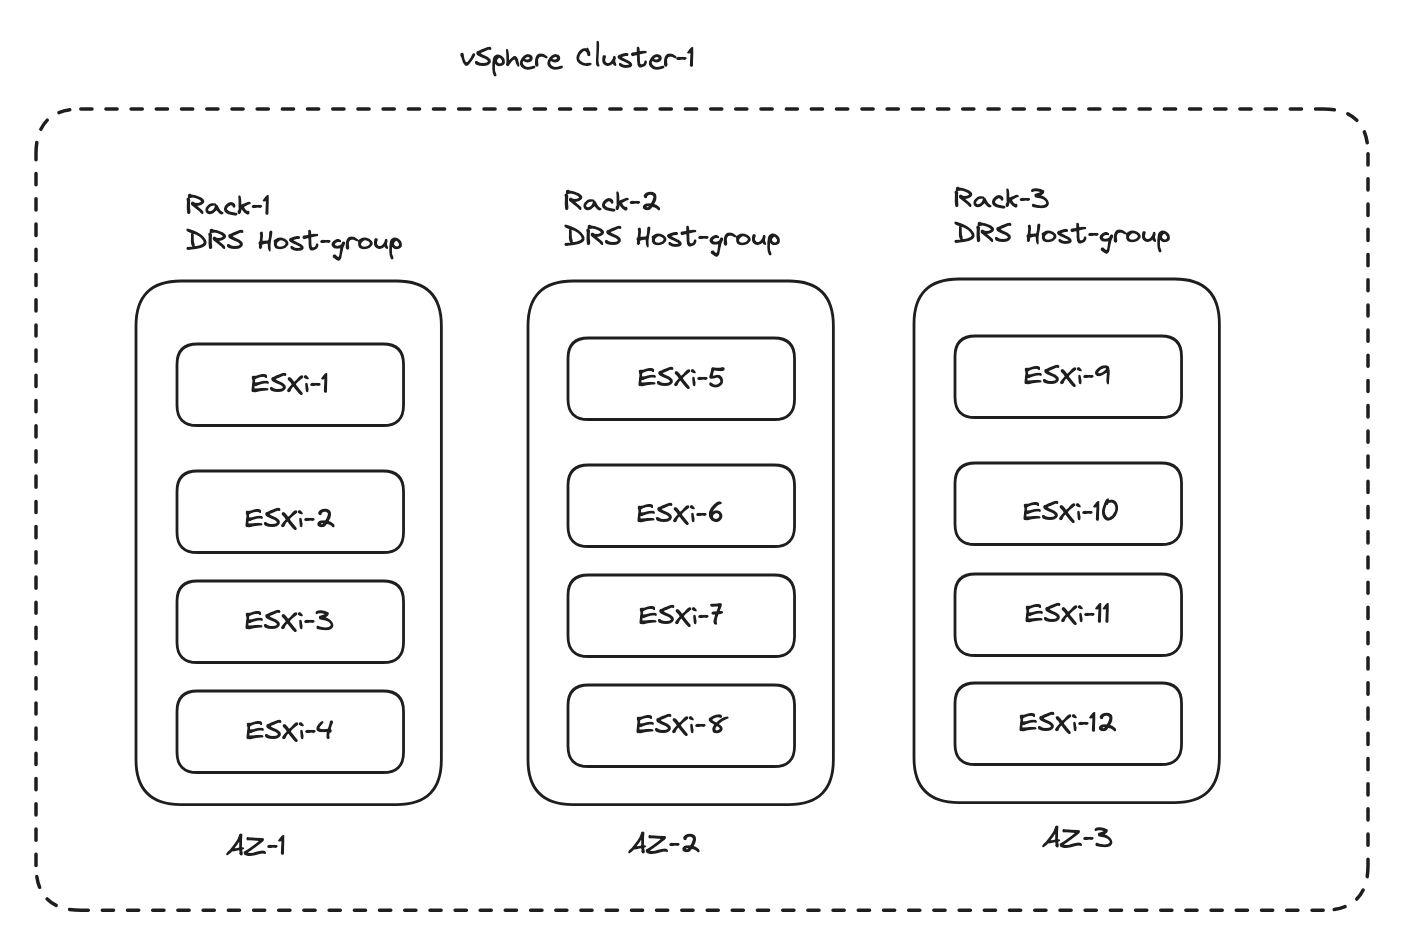 vSphere Cluster-1
Rack-1
DRS Host-group
ESXi-1
ESXi-2
ESXi-3
ESXi-4
AZ-1
Rack-2
DRS Host-group
ESXi-5
ESXi-6
ESXi-7
ESXi-8
AZ-2
Rack-3
DRS Host-group
ESXi-9
ESXi-10
ESXi-11
ESXi-12
AZ-3